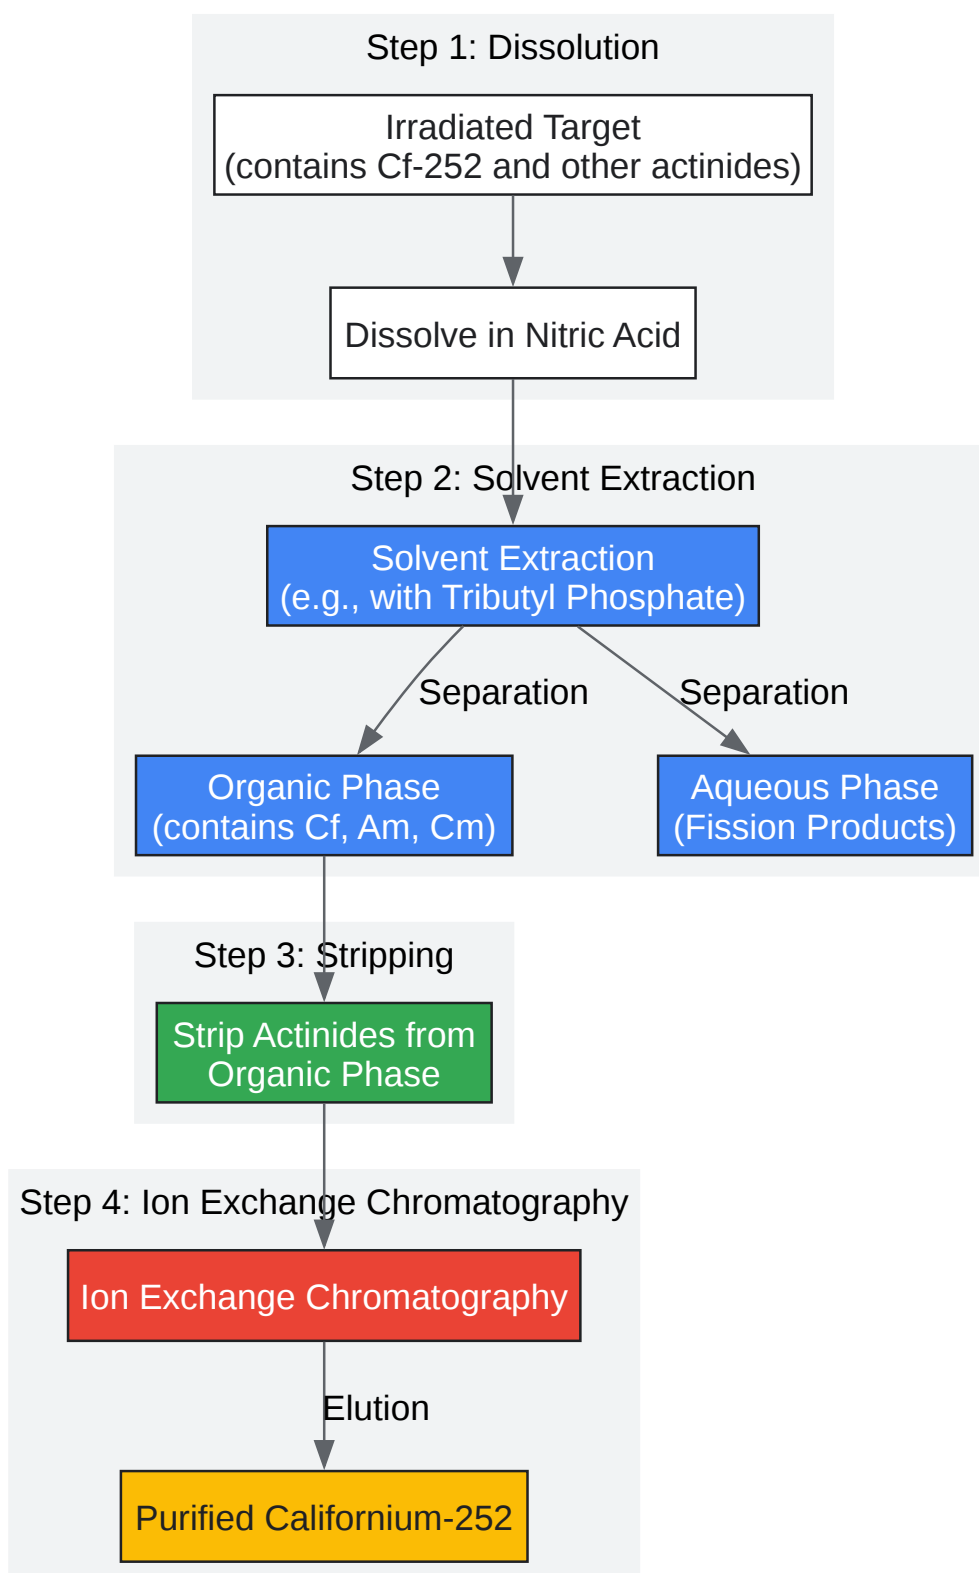 Step 1: Dissolution
Irradiated Target
(contains Cf-252 and other actinides)
Dissolve in Nitric Acid
Step 2: Solvent Extraction
Solvent Extraction
(e.g., with Tributyl Phosphate)
Separation
Separation
Organic Phase
(contains Cf, Am, Cm)
Aqueous Phase
(Fission Products)
Step 3: Stripping
Strip Actinides from
Organic Phase
Step 4: Ion Exchange Chromatography
Ion Exchange Chromatography
Elution
Purified Californium-252